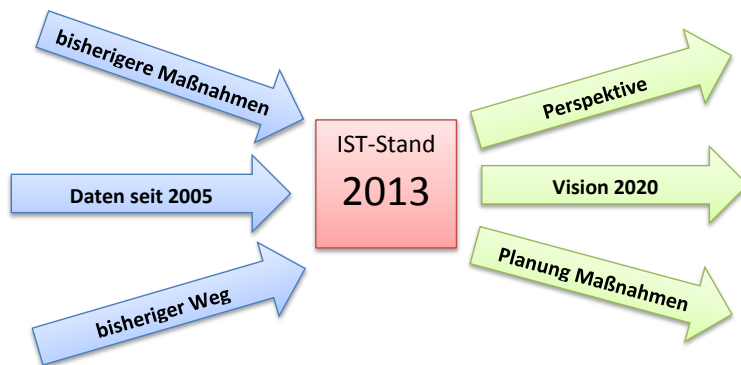 bisherigere Maßnahmen
Daten seit 2005
bisheriger Weg
IST-Stand
2013
Perspektive
Vision 2020
Planung Maßnahmen